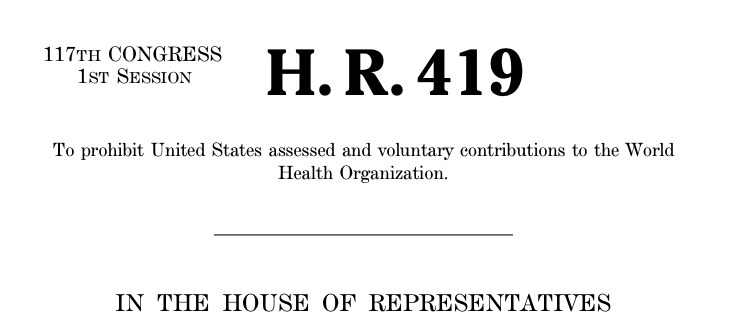 117TH CONGRESS
1ST SESSION
H. R. 419
To prohibit United States assessed and voluntary contributions to the World
Health Organization.
IN THE HOUSE OF REPRESENTATIVES